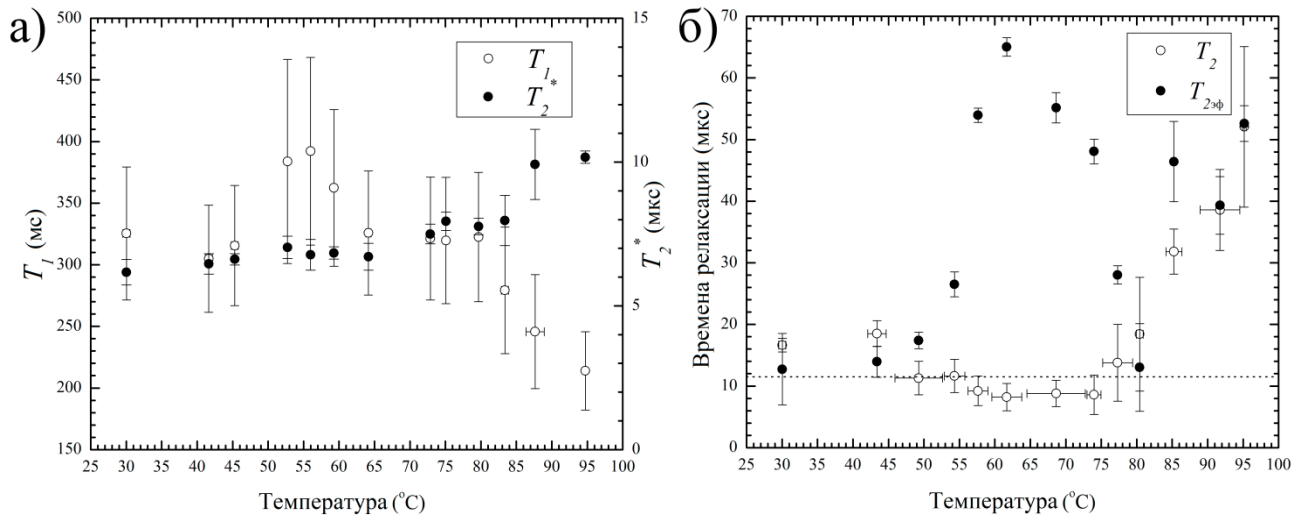 а)
500
450
400
350
300
250
200
150
T1 (мс)
15
10
5
0
T2* (мкс)
T1
T2*
25 30 35 40 45 50 55 60 65 70 75 80 85 90 95 100
Температура (°С)
б)
70
60
50
40
30
20
10
0
Времена релаксации (мкс)
T2
T2эф
25 30 35 40 45 50 55 60 65 70 75 80 85 90 95 100
Температура (°С)